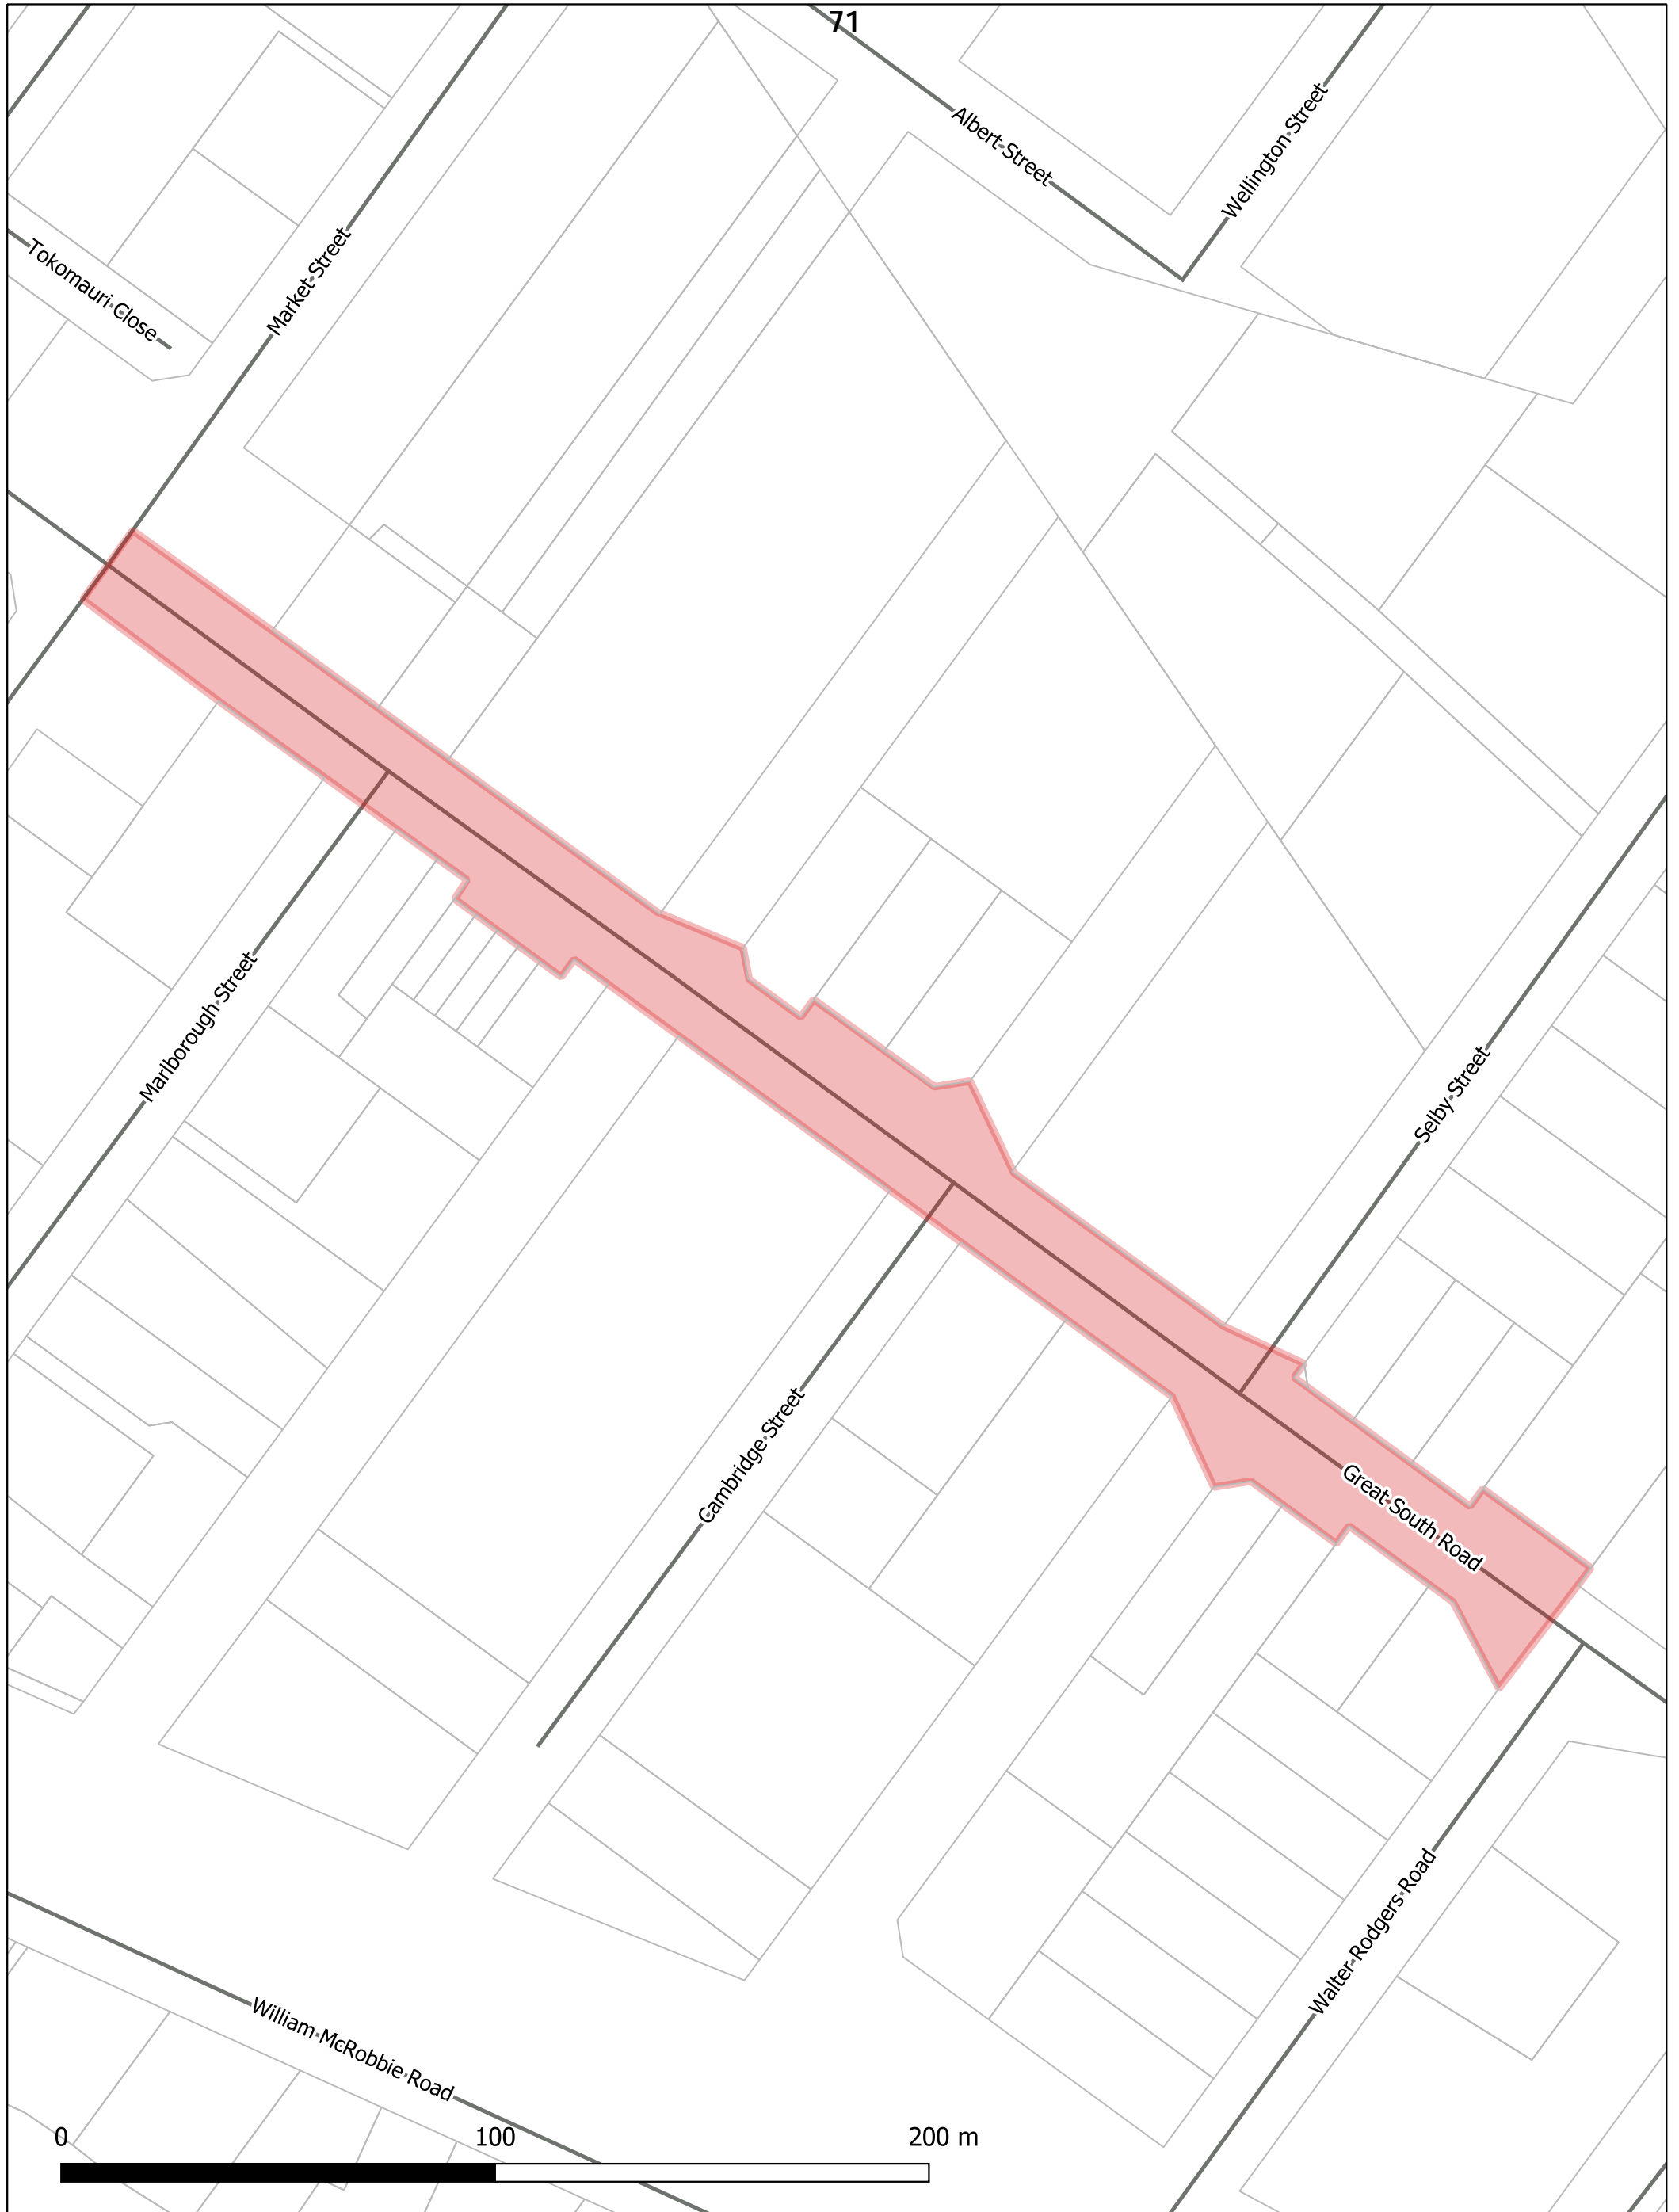 71
Albert Street
Wellington Street
Tokomauri Close
Market Street
Marlborough Street
Selby Street
Cambridge Street
Great South Road
Walter Rodgers Road
William McRobbie Road
0 100 200 m